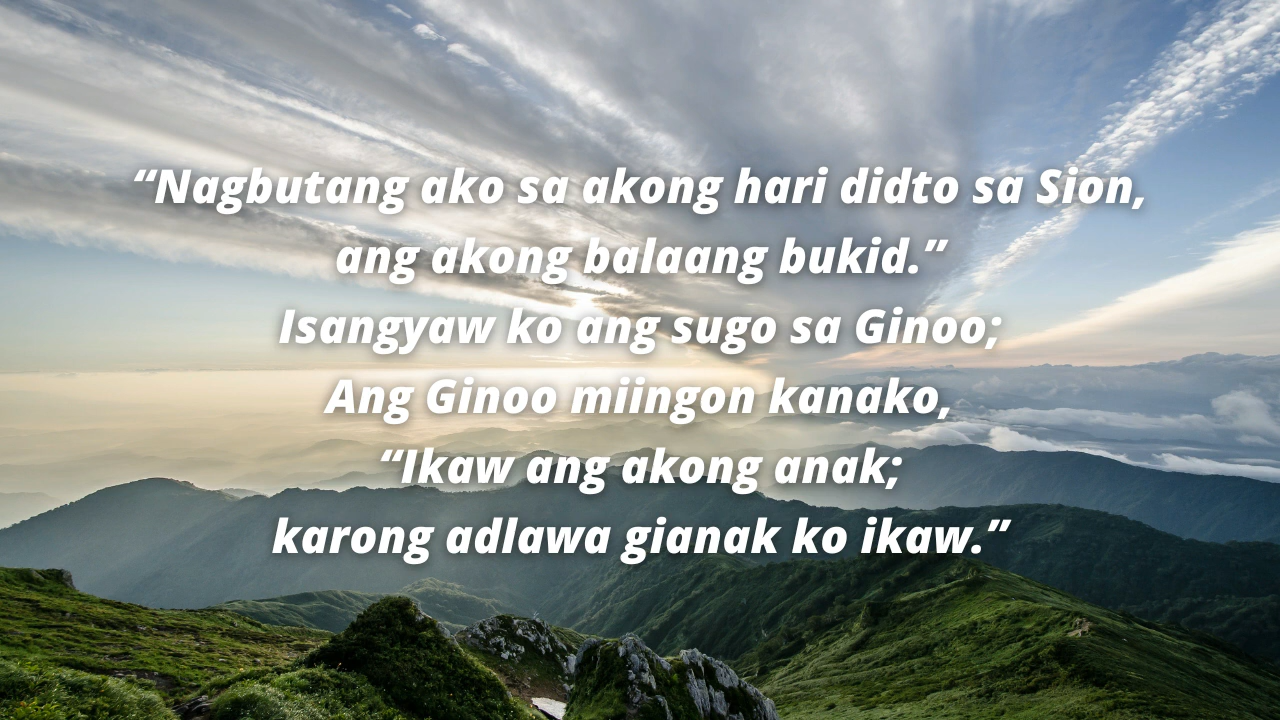 “Nagbutang ako sa akong hari didto sa Sion,
ang akong balaang bukid.”
Isangyaw ko ang sugo sa Ginoo;
Ang Ginoo miingon kanako,
“Ikaw ang akong anak;
karong adlawa gianak ko ikaw.”